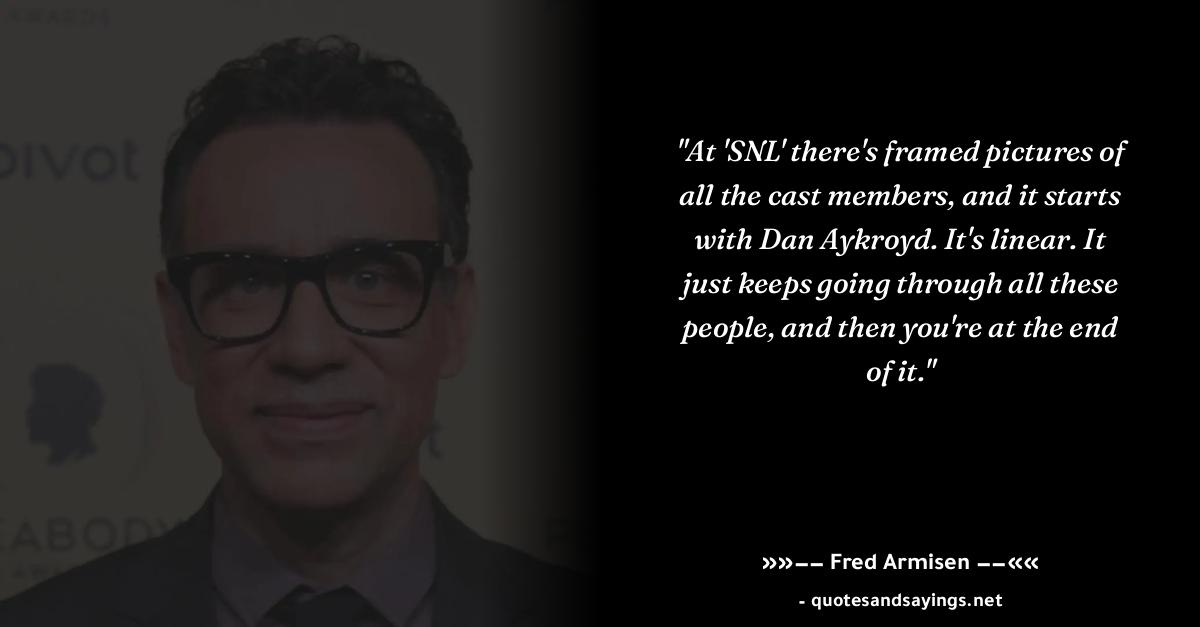 AWARDS
pivot
"At 'SNL' there's framed pictures of
all the cast members, and it starts
with Dan Aykroyd. It's linear. It
just keeps going through all these
people, and then you're at the end
of it."
EABODY
»»−− Fred Armisen −−««
- quotesandsayings.net